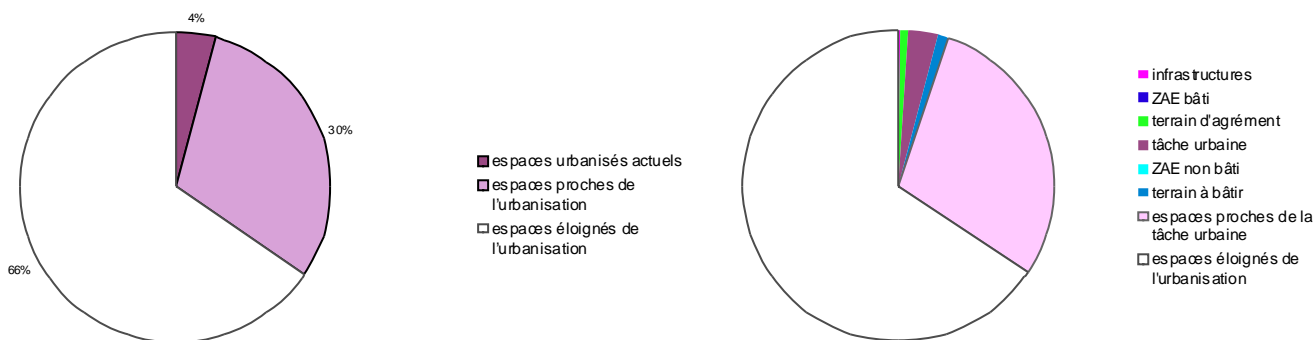 4%
30%
66%
espaces urbanisés actuels
espaces proches de
l'urbanisation
espaces éloignés de
l'urbanisation
infrastructures
ZAE bâti
terrain d'agrément
tâche urbaine
ZAE non bâti
terrain à bâtir
espaces proches de la
tâche urbaine
espaces éloignés de
l'urbanisation